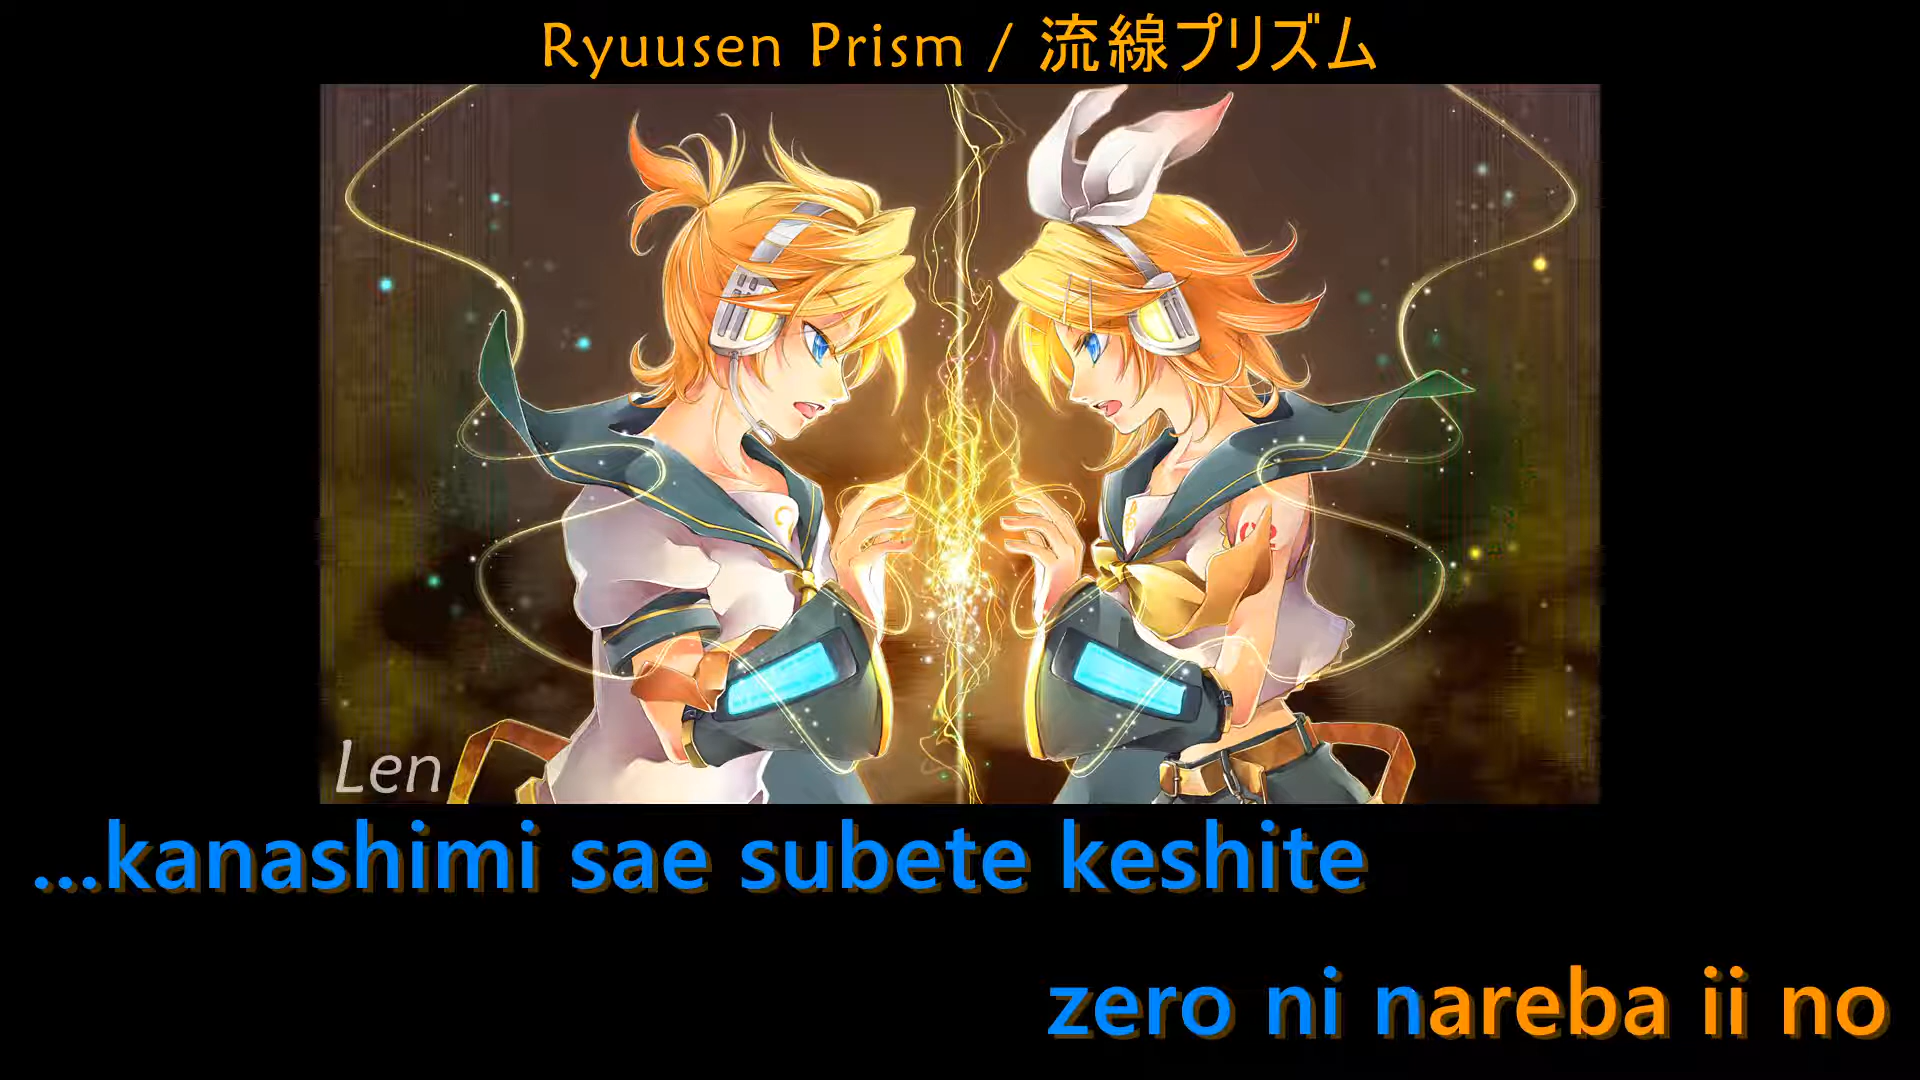 Ryuusen Prism / 流線プリズム
Len
...kanashimi sae subete keshite
zero ni nareba ii no